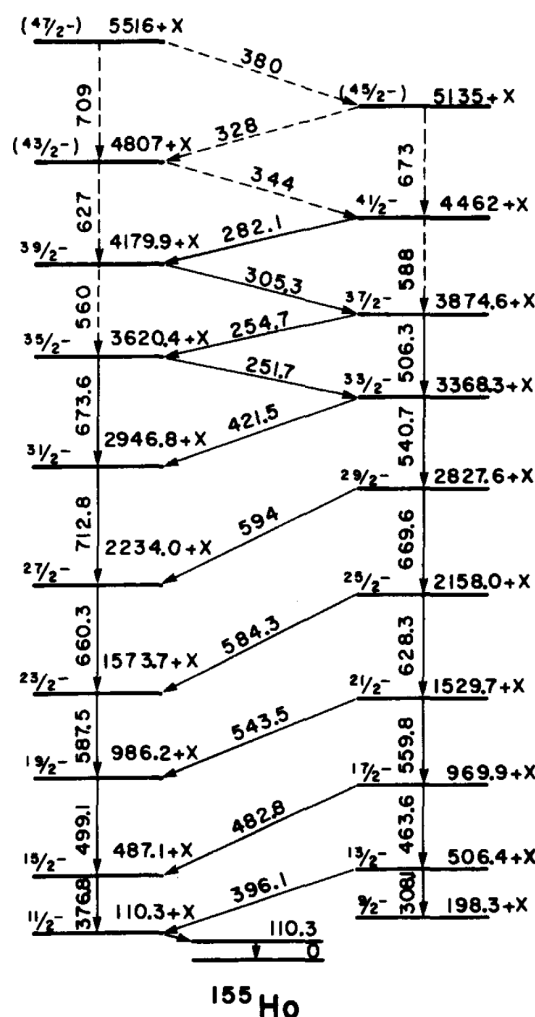 (47/2-) 5516+X
380
(45/2-) 5135+X
709
328
(43/2-) 4807+X
673
344
41/2- 4462+X
627
282.1
39/2- 4179.9+X
588
305.3
37/2- 3874.6+X
560
254.7
35/2- 3620.4+X
506.3
251.7
33/2- 3368.3+X
673.6
421.5
540.7
31/2- 2946.8+X
29/2- 2827.6+X
712.8
594
669.6
27/2- 2234.0+X
25/2- 2158.0+X
660.3
584.3
628.3
23/2- 1573.7+X
21/2- 1529.7+X
587.5
543.5
559.8
19/2- 986.2+X
17/2- 969.9+X
499.1
482.8
463.6
15/2- 487.1+X
13/2- 506.4+X
376.8
396.1
308.1
11/2- 110.3+X
9/2- 198.3+X
110.3
0
155Ho